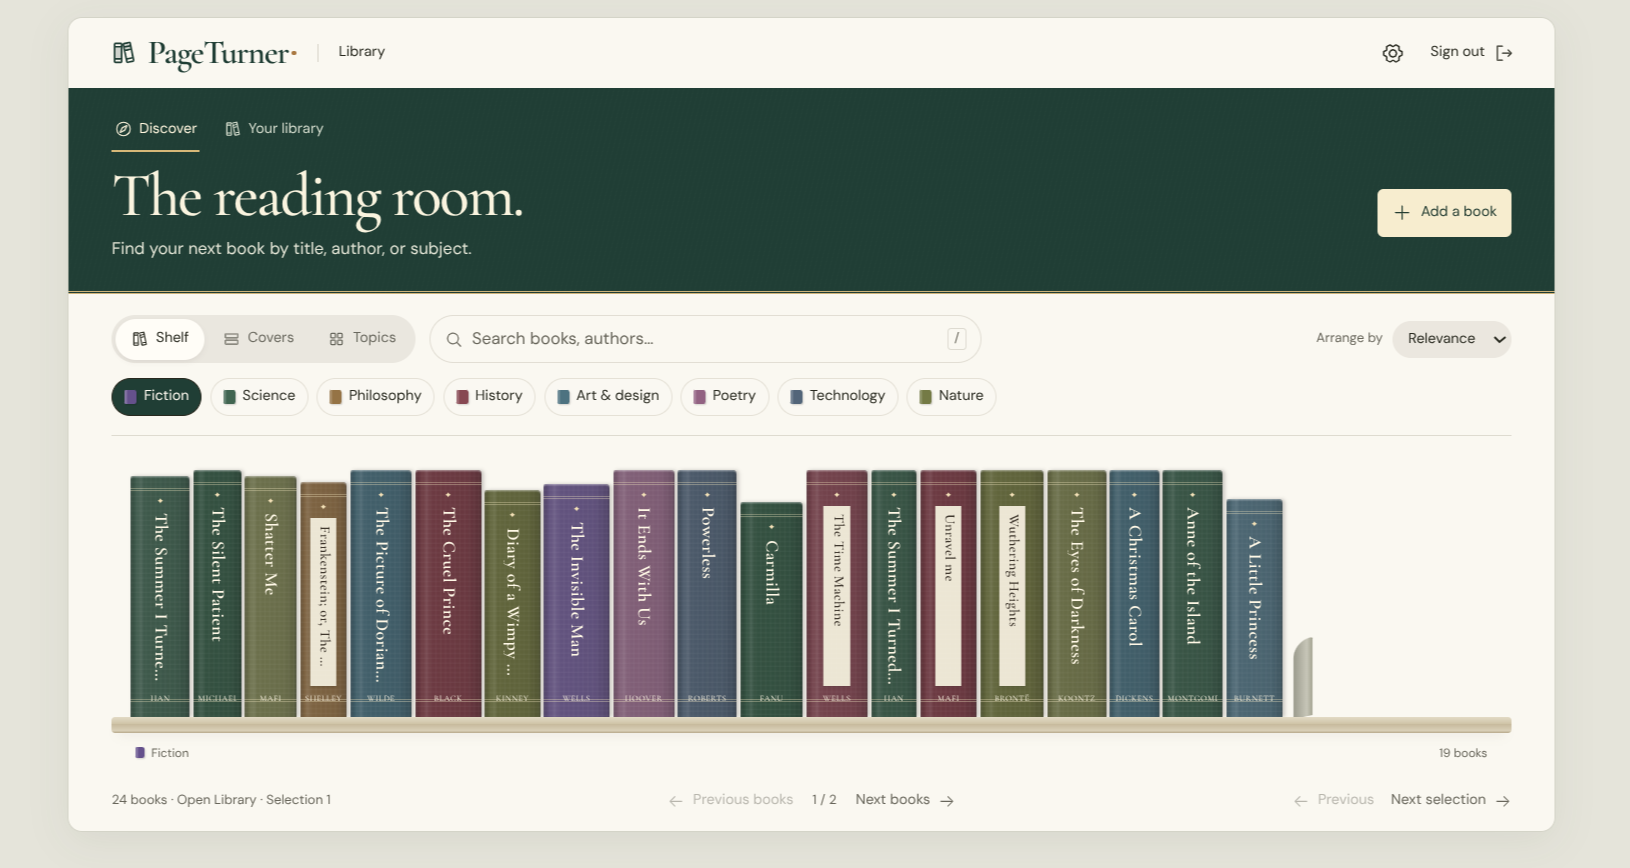 PageTurner
Library
Sign out
Discover
Your library
The reading room.
Find your next book by title, author, or subject.
Add a book
Shelf
Covers
Topics
Search books, authors...
/
Arrange by
Relevance
Fiction
Science
Philosophy
History
Art & design
Poetry
Technology
Nature
The Summer I Turne...
HAN
The Silent Patient
MICHAEL
Shatter Me
MAFI
Frankenstein; or, The ...
SHELLEY
The Picture of Dorian...
WILDE
The Cruel Prince
BLACK
Diary of a Wimpy ...
KINNEY
The Invisible Man
WELLS
It Ends With Us
HOOVER
Powerless
ROBERTS
Carmilla
FANU
The Time Machine
WELLS
The Summer I Turned...
HAN
Unravel me
MAFI
Wuthering Heights
BRONTË
The Eyes of Darkness
KOONTZ
A Christmas Carol
DICKENS
Anne of the Island
MONTGOM
A Little Princess
BURNETT
Fiction
19 books
24 books · Open Library · Selection 1
Previous books
1 / 2
Next books
Previous
Next selection